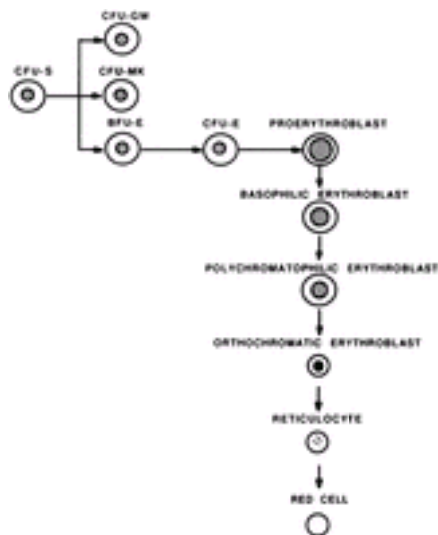 CFU-GM
CFU-S
CFU-MK
BFU-E
CFU-E
PROERYTHROBLAST
BASOPHILIC ERYTHROBLAST
POLYCHROMATOPHILIC ERYTHROBLAST
ORTHOCHROMATIC ERYTHROBLAST
RETICULOCYTE
RED CELL